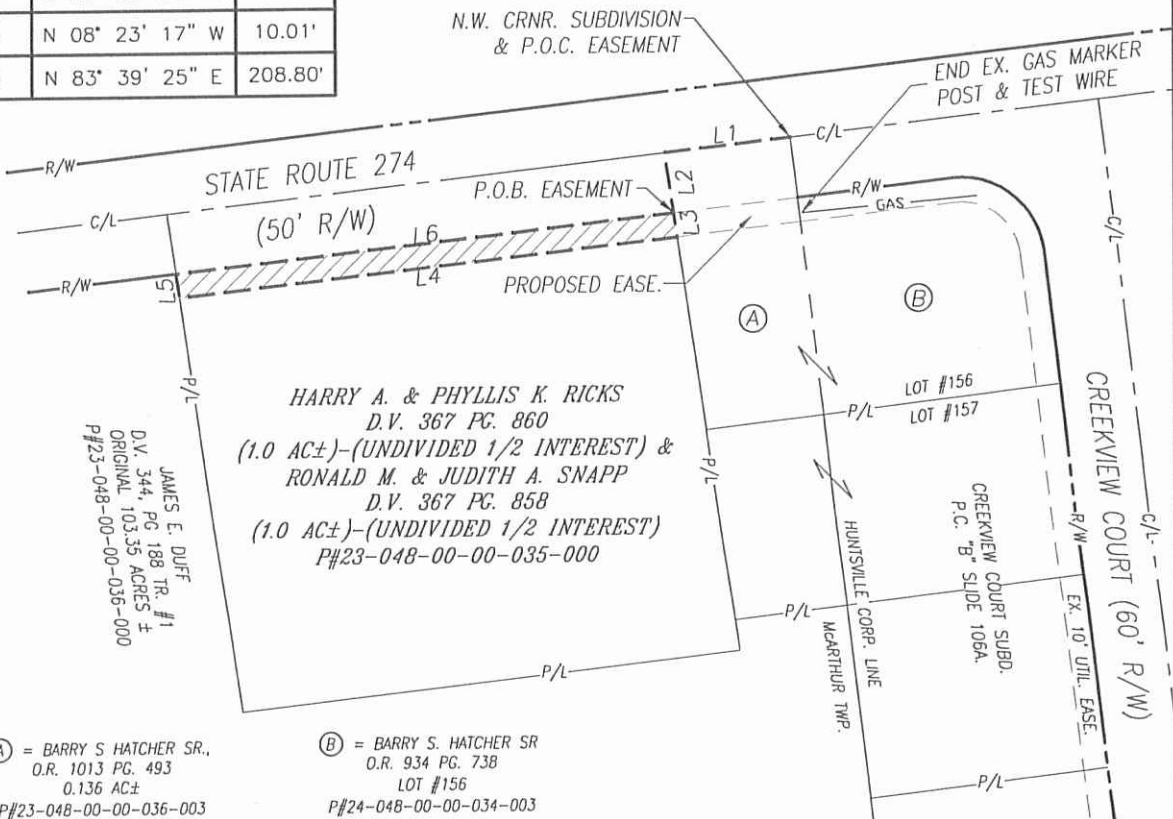 N 08° 23' 17" W 10.01'
N 83° 39' 25" E 208.80'
N.W. CRNR. SUBDIVISION
& P.O.C. EASEMENT
END EX. GAS MARKER
POST & TEST WIRE
R/W
STATE ROUTE 274
(50' R/W)
C/L
R/W
L1
C/L
L2
P.O.B. EASEMENT
L3
R/W
GAS
C/L
L6
L4
L5
PROPOSED EASE.
A
B
P/L
HARRY A. & PHYLLIS K. RICKS
D.V. 367 PG. 860
(1.0 AC±)-(UNDIVIDED 1/2 INTEREST) &
RONALD M. & JUDITH A. SNAPP
D.V. 367 PG. 858
(1.0 AC±)-(UNDIVIDED 1/2 INTEREST)
P#23-048-00-00-035-000
JAMES E. DUFF
D.V. 344, PG 188 TR. #1
ORIGINAL 103.35 ACRES ±
P#23-048-00-00-036-000
P/L
LOT #156
P/L
LOT #157
CREEKVIEW COURT (60' R/W)
C/L
R/W
CREEKVIEW COURT SUBD.
P.C. "B" SLIDE 106A.
EX. 10' UTIL. EASE.
HUNTSVILLE CORP. LINE
McARTHUR TWP.
P/L
P/L
P/L
A = BARRY S HATCHER SR.,
O.R. 1013 PG. 493
0.136 AC±
P#23-048-00-00-036-003
B = BARRY S. HATCHER SR
O.R. 934 PG. 738
LOT #156
P#24-048-00-00-034-003